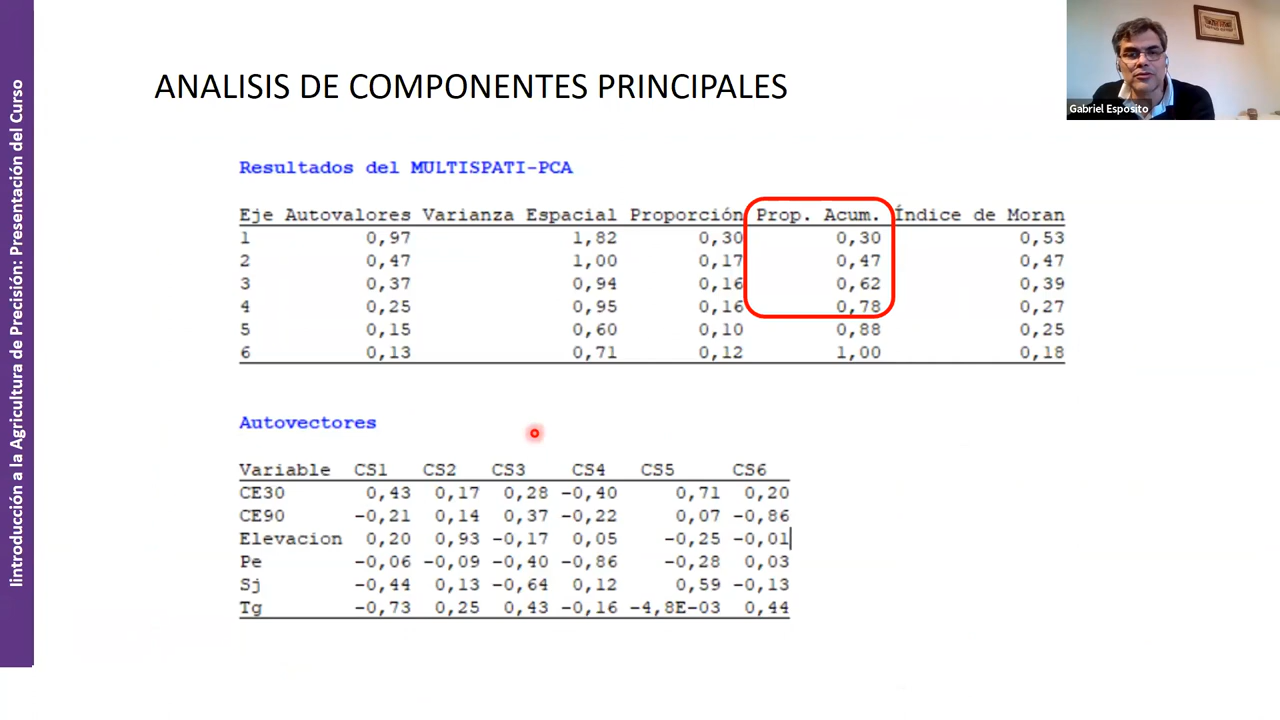 Iintroducción a la Agricultura de Precisión: Presentación del Curso
ANALISIS DE COMPONENTES PRINCIPALES
Gabriel Esposito
Resultados del MULTISPATI-PCA
Eje Autovalores Varianza Espacial Proporción Prop. Acum. Índice de Moran
1 0,97 1,82 0,30 0,30 0,53
2 0,47 1,00 0,17 0,47 0,47
3 0,37 0,94 0,16 0,62 0,39
4 0,25 0,95 0,16 0,78 0,27
5 0,15 0,60 0,10 0,88 0,25
6 0,13 0,71 0,12 1,00 0,18
Autovectores
Variable CS1 CS2 CS3 CS4 CS5 CS6
CE30 0,43 0,17 0,28 -0,40 0,71 0,20
CE90 -0,21 0,14 0,37 -0,22 0,07 -0,86
Elevacion 0,20 0,93 -0,17 0,05 -0,25 -0,01
Pe -0,06 -0,09 -0,40 -0,86 -0,28 0,03
Sj -0,44 0,13 -0,64 0,12 0,59 -0,13
Tg -0,73 0,25 0,43 -0,16 -4,8E-03 0,44